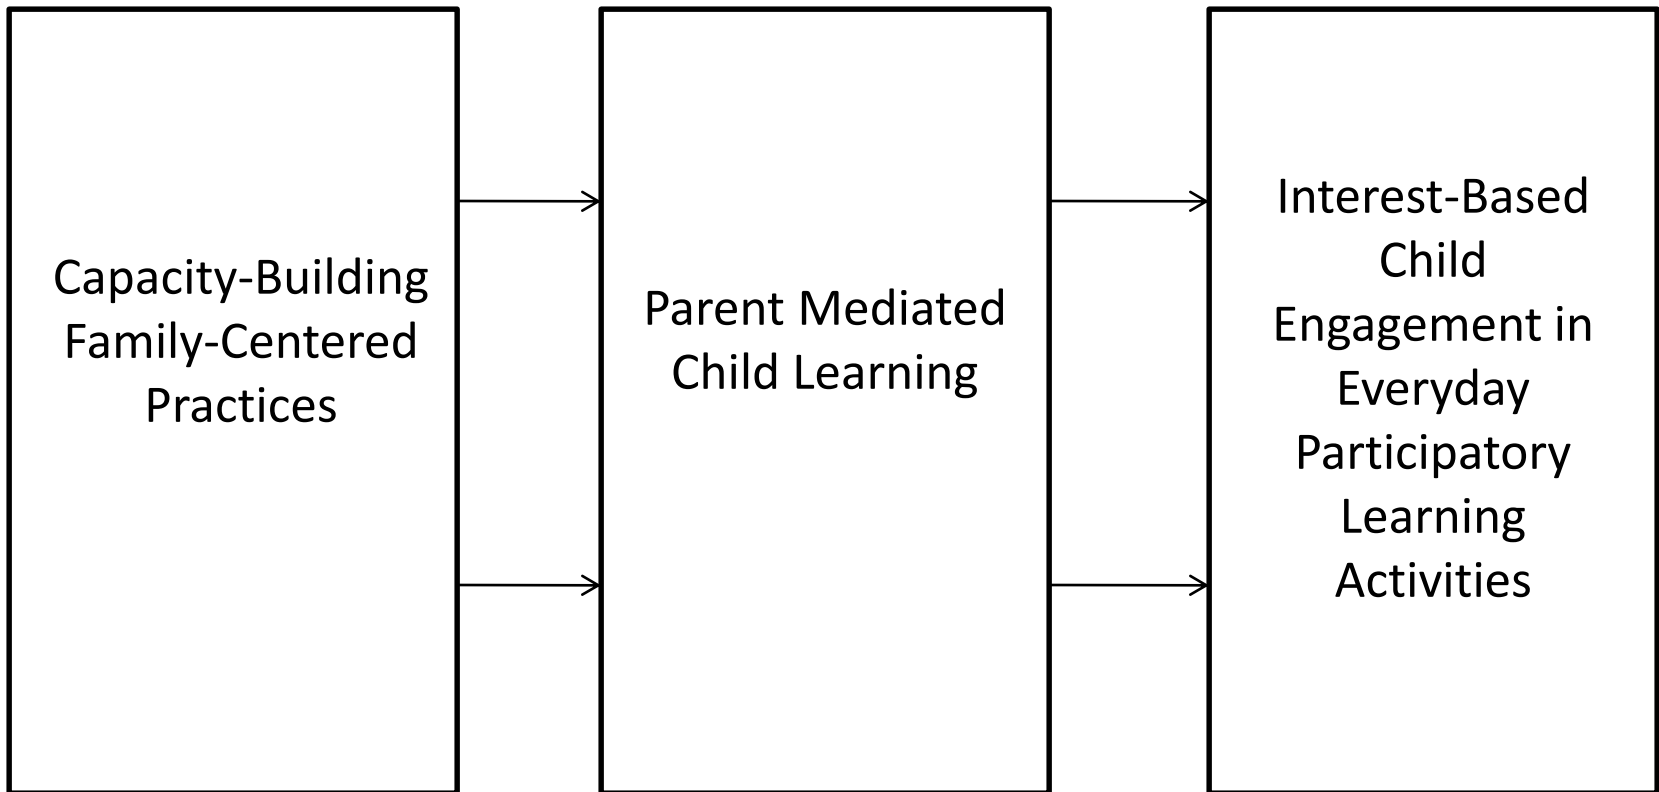 Capacity-Building
Family-Centered
Practices
Parent Mediated
Child Learning
Interest-Based
Child
Engagement in
Everyday
Participatory
Learning
Activities